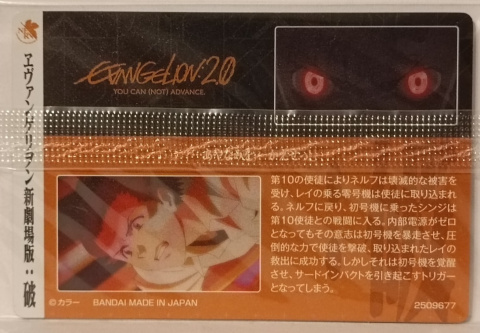 EVANGELION:2.0
YOU CAN (NOT) ADVANCE.
ヱヴァンゲリヲン新劇場版：破
第10の使徒によりネルフは壊滅的な被害を
受け、レイの乗る零号機は使徒に取り込まれ
る。ネルフに戻り、初号機に乗ったシンジは
第10使徒との戦闘に入る。内部電源がゼロ
となってもその意志は初号機を暴走させ、圧
倒的な力で使徒を撃破、取り込まれたレイの
救出に成功する。しかしそれは初号機を覚醒
させ、サードインパクトを引き起こすトリガー
となってしまう。
©カラー BANDAI MADE IN JAPAN
2509677